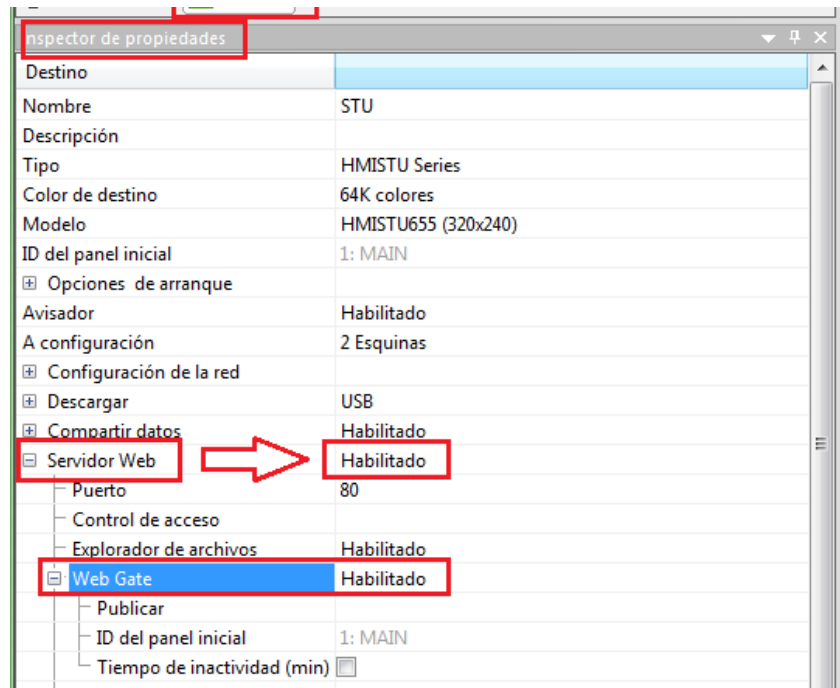 Inspector de propiedades
Destino
Nombre STU
Descripción
Tipo HMISTU Series
Color de destino 64K colores
Modelo HMISTU655 (320x240)
ID del panel inicial 1: MAIN
Opciones de arranque
Avisador Habilitado
A configuración 2 Esquinas
Configuración de la red
Descargar USB
Compartir datos Habilitado
Servidor Web Habilitado
Puerto 80
Control de acceso
Explorador de archivos Habilitado
Web Gate Habilitado
Publicar
ID del panel inicial 1: MAIN
Tiempo de inactividad (min)